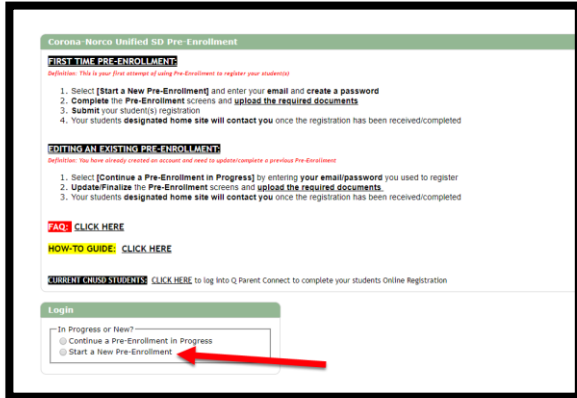 Corona-Norco Unified SD Pre-Enrollment
FIRST TIME PRE-ENROLLMENT:
Definition: This is your first attempt of using Pre-Enrollment to register your student(s)
1. Select [Start a New Pre-Enrollment] and enter your email and create a password
2. Complete the Pre-Enrollment screens and upload the required documents
3. Submit your student(s) registration
4. Your students designated home site will contact you once the registration has been received/completed
EDITING AN EXISTING PRE-ENROLLMENT:
Definition: You have already created an account and need to update/complete a previous Pre-Enrollment
1. Select [Continue a Pre-Enrollment in Progress] by entering your email/password you used to register
2. Update/Finalize the Pre-Enrollment screens and upload the required documents
3. Your students designated home site will contact you once the registration has been received/completed
FAQ: CLICK HERE
HOW-TO GUIDE: CLICK HERE
CURRENT CNUSD STUDENTS: CLICK HERE to log into Q Parent Connect to complete your students Online Registration
Login
In Progress or New?
Continue a Pre-Enrollment in Progress
Start a New Pre-Enrollment